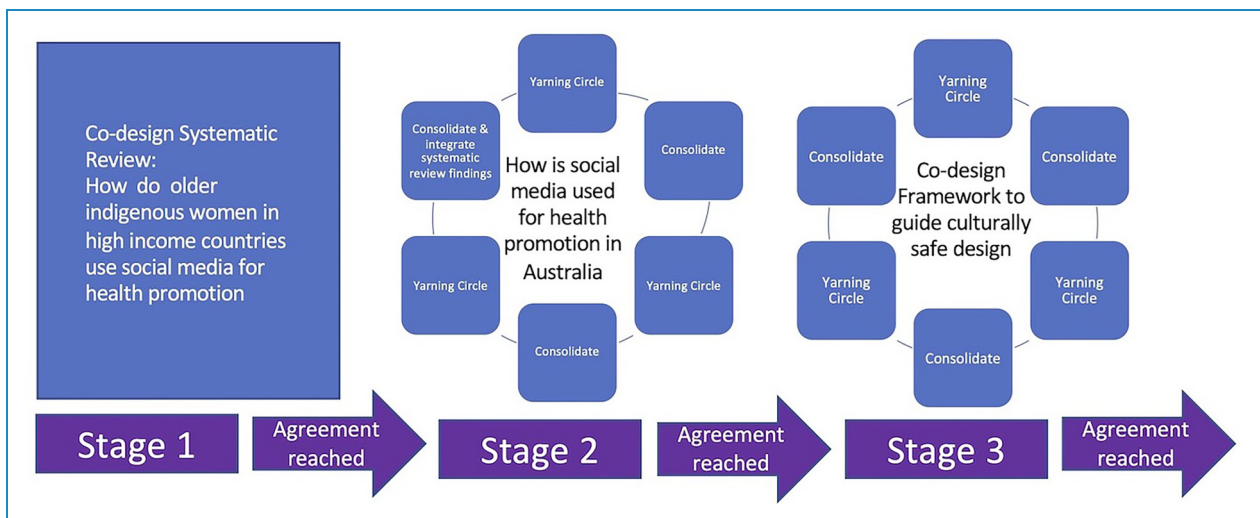 Co-design Systematic
Review:
How do older
indigenous women in
high income countries
use social media for
health promotion
Yarning Circle
Consolidate
Yarning Circle
Consolidate
Yarning Circle
Consolidate &
integrate
systematic
review findings
How is social
media used
for health
promotion in
Australia
Yarning
Circle
Consolidate
Yarning
Circle
Consolidate
Yarning
Circle
Consolidate
Co-design
Framework to
guide culturally
safe design
Stage 1
Agreement
reached
Stage 2
Agreement
reached
Stage 3
Agreement
reached